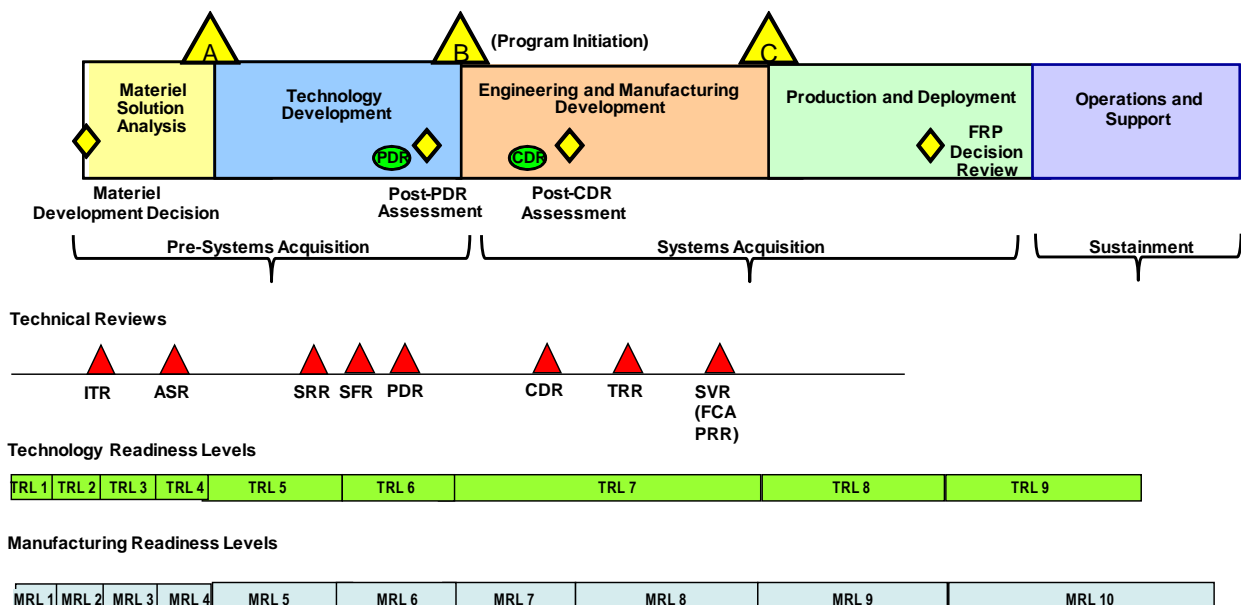 A
B
(Program Initiation)
C
Materiel
Solution
Analysis
Technology
Development
Engineering and Manufacturing
Development
Production and Deployment
Operations and
Support
PDR
CDR
FRP
Decision
Review
Materiel
Development Decision
Post-PDR
Assessment
Post-CDR
Assessment
Pre-Systems Acquisition
Systems Acquisition
Sustainment
Technical Reviews
ITR
ASR
SRR
SFR
PDR
CDR
TRR
SVR
(FCA
PRR)
Technology Readiness Levels
TRL 1
TRL 2
TRL 3
TRL 4
TRL 5
TRL 6
TRL 7
TRL 8
TRL 9
Manufacturing Readiness Levels
MRL 1
MRL 2
MRL 3
MRL 4
MRL 5
MRL 6
MRL 7
MRL 8
MRL 9
MRL 10